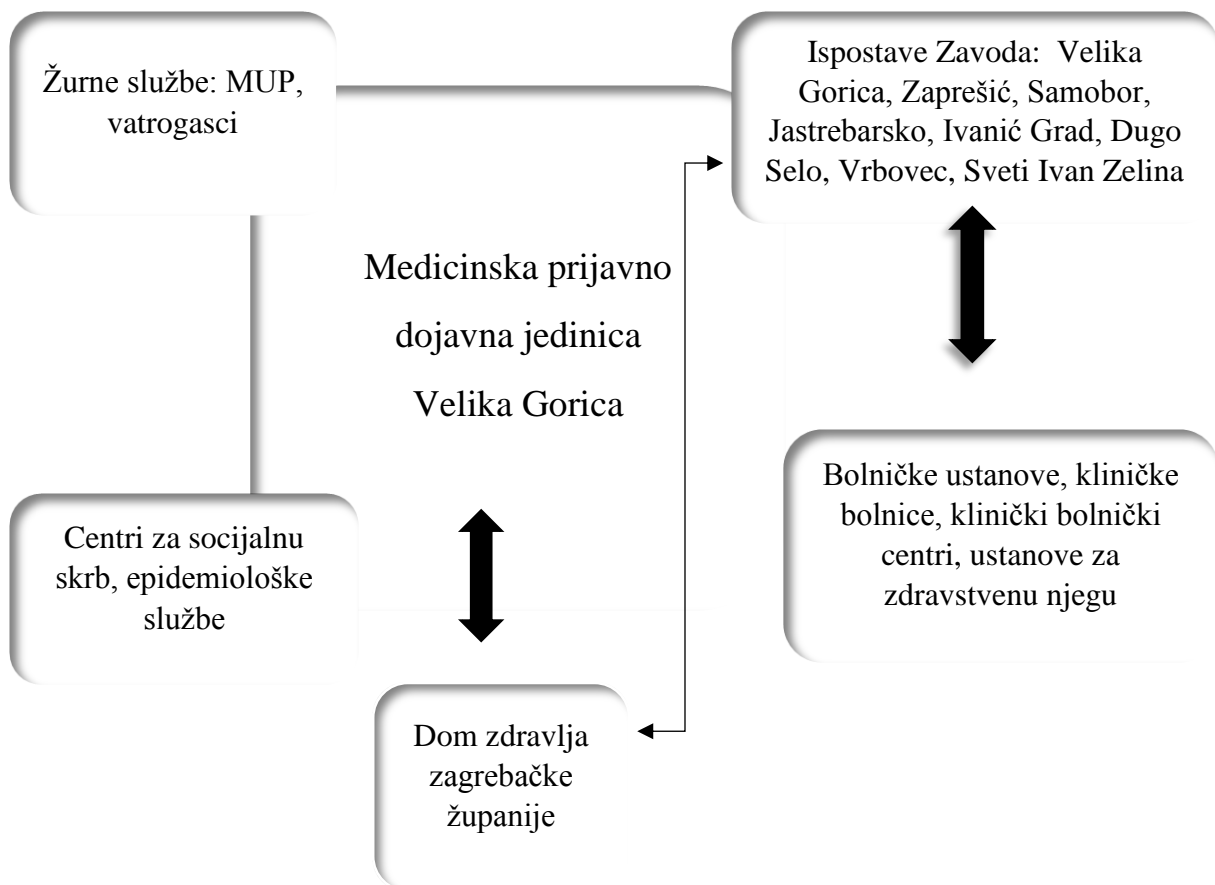 Žurne službe: MUP,
vatrogasci
Ispostave Zavoda: Velika
Gorica, Zaprešić, Samobor,
Jastrebarsko, Ivanić Grad, Dugo
Selo, Vrbovec, Sveti Ivan Zelina
Medicinska prijavno
dojavna jedinica
Velika Gorica
Centri za socijalnu
skrb, epidemiološke
službe
Bolničke ustanove, kliničke
bolnice, klinički bolnički
centri, ustanove za
zdravstvenu njegu
Dom zdravlja
zagrebačke
županije